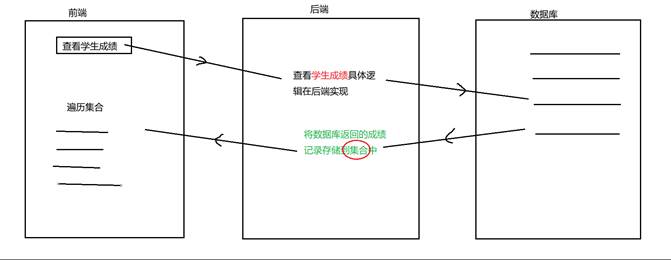 前端
后端
数据库
查看学生成绩
查看学生成绩具体逻
辑在后端实现
遍历集合
将数据库返回的成绩
记录存储到集合中